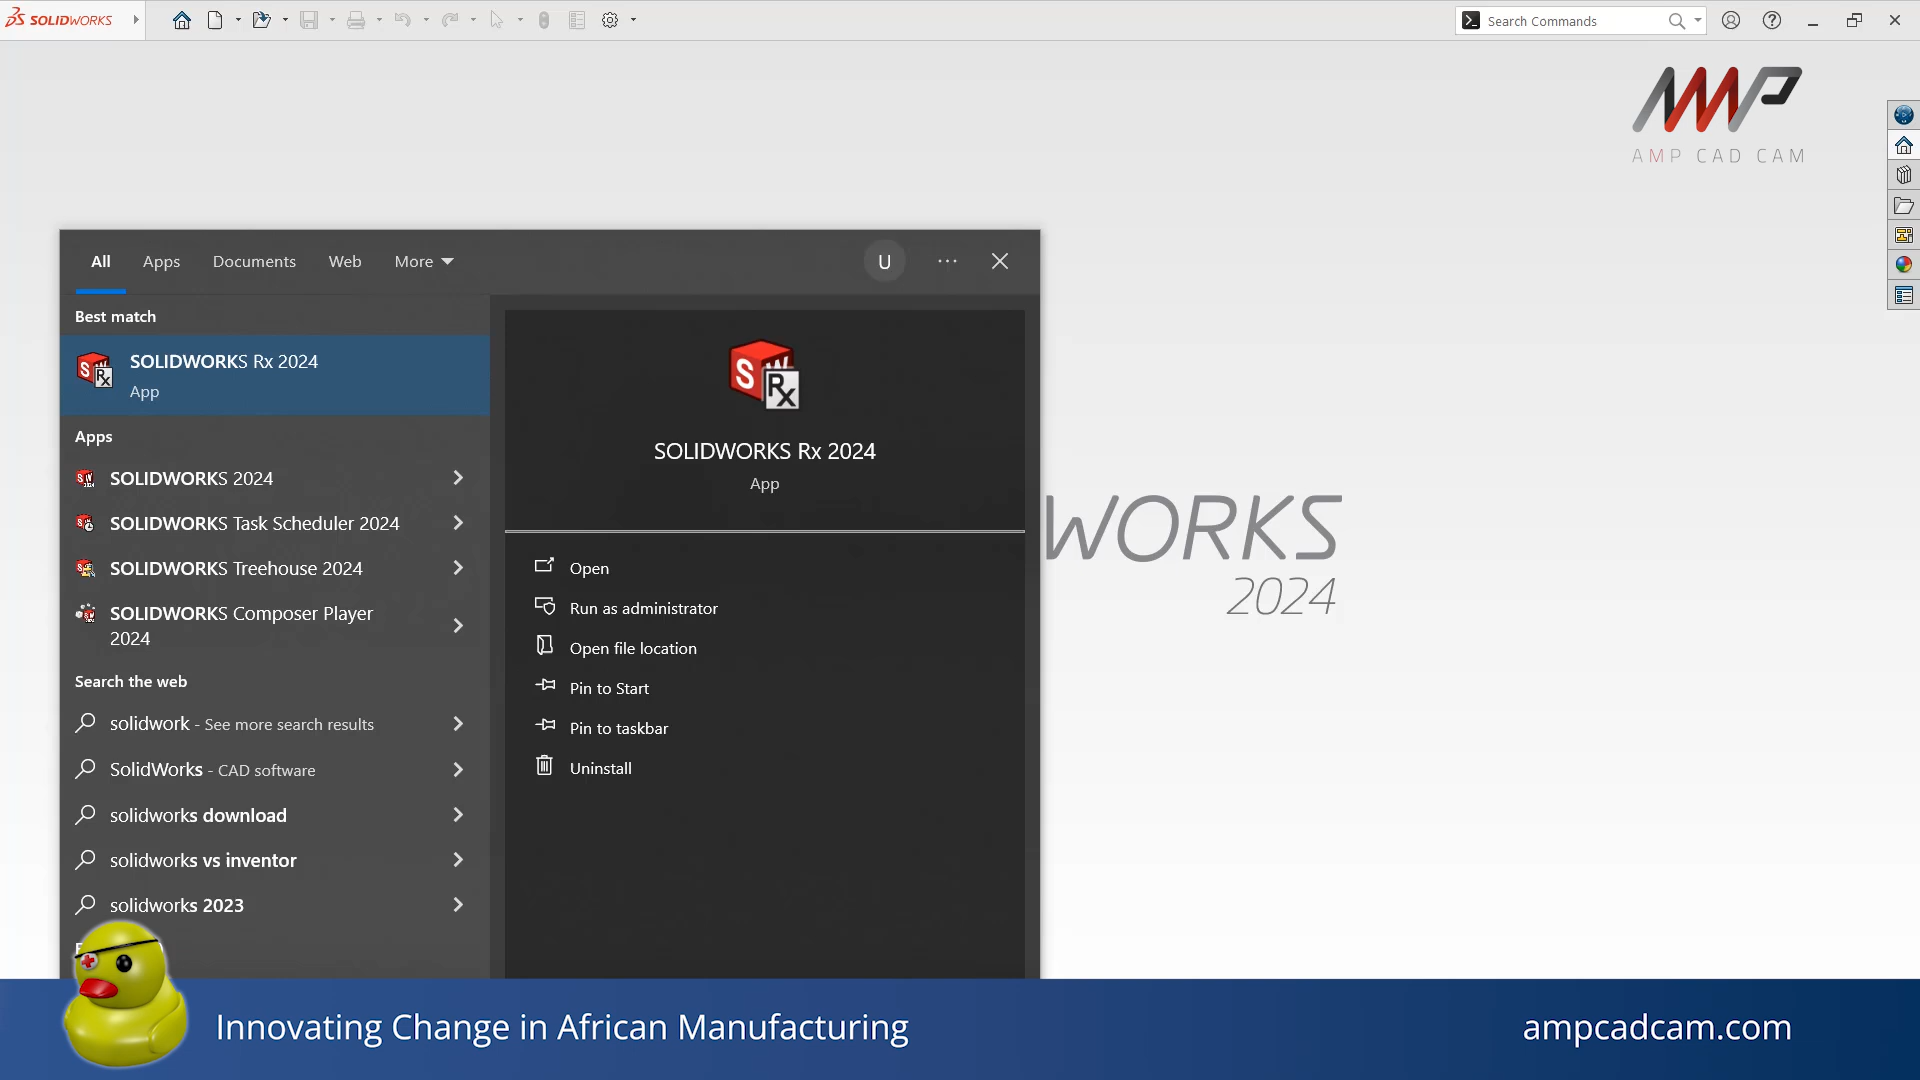 SOLIDWORKS
Search Commands
AMP
AMP CAD CAM
All
Apps
Documents
Web
More
U
Best match
SOLIDWORKS Rx 2024
App
Apps
SOLIDWORKS 2024
SOLIDWORKS Task Scheduler 2024
SOLIDWORKS Treehouse 2024
SOLIDWORKS Composer Player
2024
Search the web
solidwork - See more search results
SolidWorks - CAD software
solidworks download
solidworks vs inventor
solidworks 2023
SOLIDWORKS Rx 2024
App
Open
Run as administrator
Open file location
Pin to Start
Pin to taskbar
Uninstall
WORKS
2024
Innovating Change in African Manufacturing
ampcadcam.com